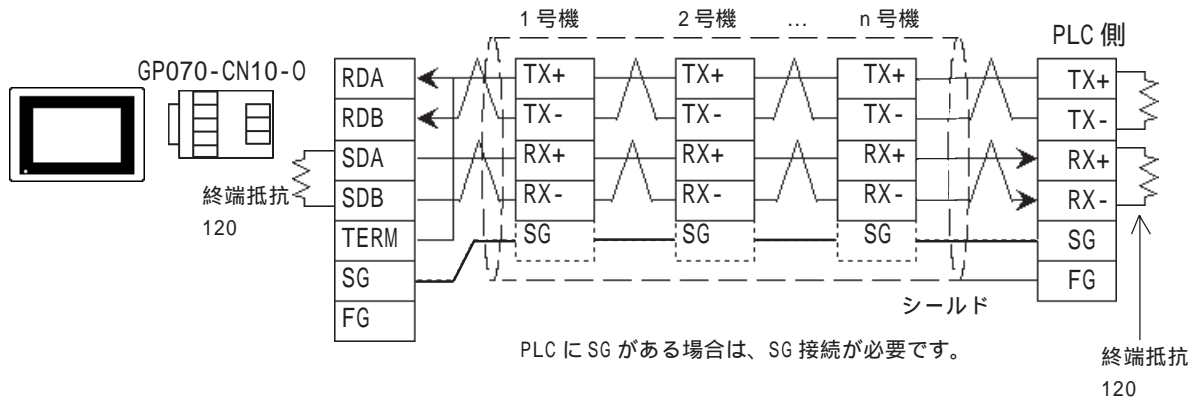 1号機
2号機
...
n号機
PLC側
GP070-CN10-O
RDA
RDB
SDA
SDB
TERM
SG
FG
終端抵抗
120
TX+
TX-
RX+
RX-
SG
TX+
TX-
RX+
RX-
SG
TX+
TX-
RX+
RX-
SG
TX+
TX-
RX+
RX-
SG
FG
シールド
PLCにSGがある場合は、SG接続が必要です。
終端抵抗
120